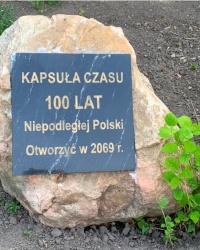 KAPSUŁA CZASU
100 LAT
Niepodległej Polski
Otworzyć w 2069 r.